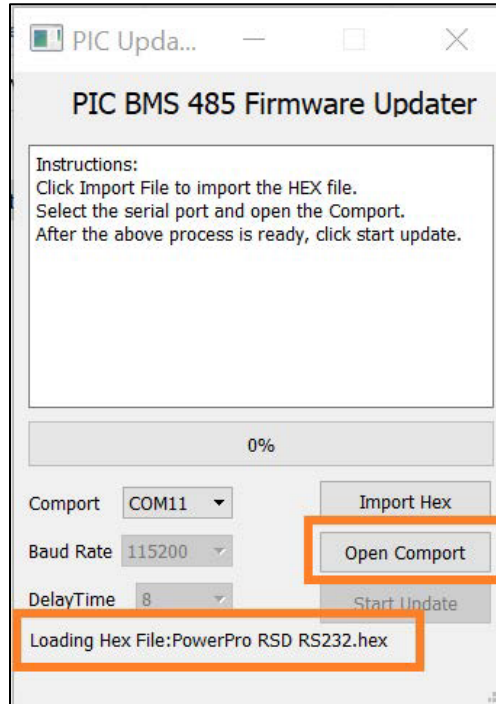 PIC Upda...
PIC BMS 485 Firmware Updater
Instructions:
Click Import File to import the HEX file.
Select the serial port and open the Comport.
After the above process is ready, click start update.
0%
Comport COM11 Import Hex
Baud Rate 115200 Open Comport
DelayTime 8 Start Update
Loading Hex File:PowerPro RSD RS232.hex